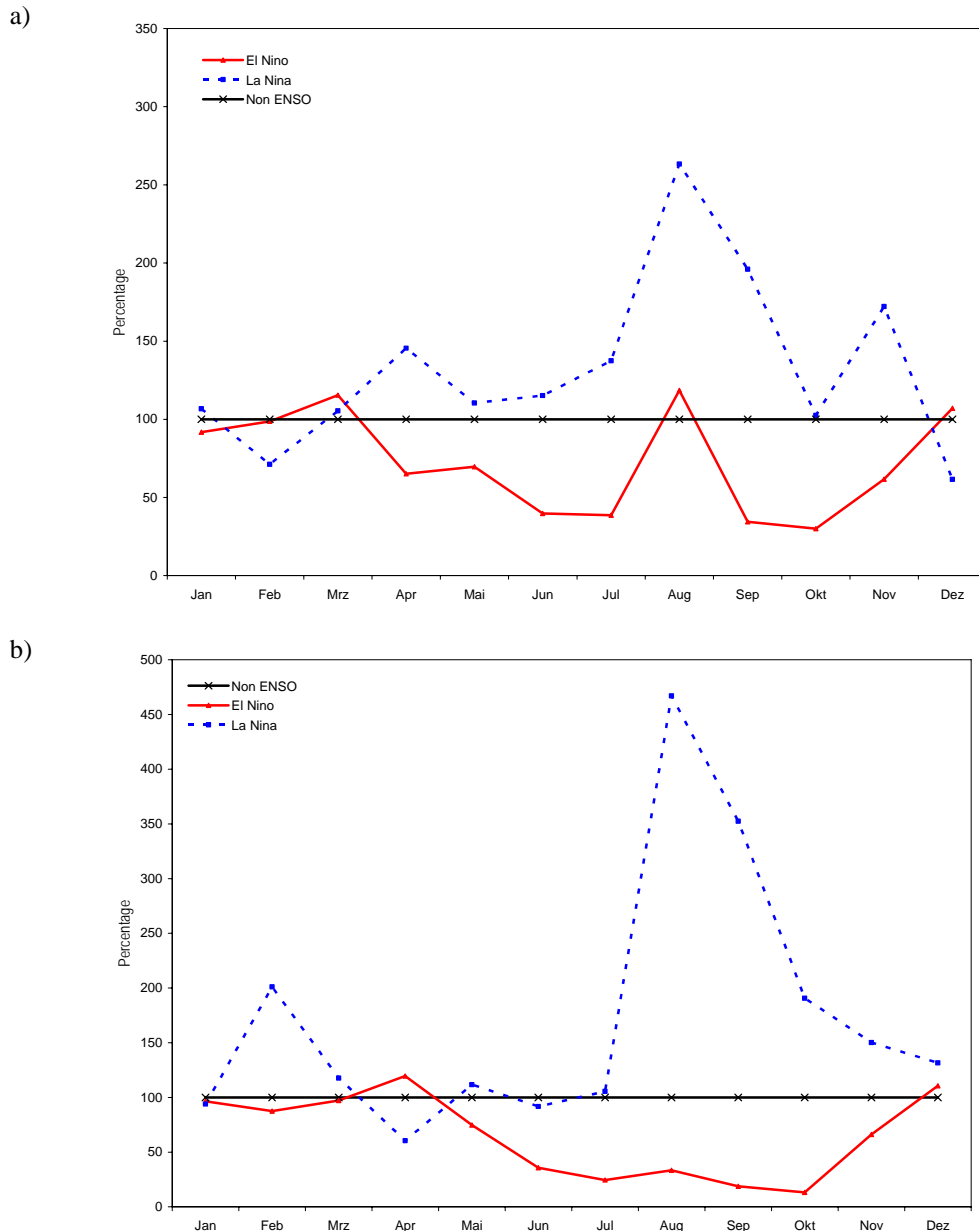 a)
350
300
250
200
150
100
50
0
Percentage
El Nino
La Nina
Non ENSO
Jan Feb Mrz Apr Mai Jun Jul Aug Sep Okt Nov Dez
b)
500
450
400
350
300
250
200
150
100
50
0
Percentage
Non ENSO
El Nino
La Nina
Jan Feb Mrz Apr Mai Jun Jul Aug Sep Okt Nov Dez